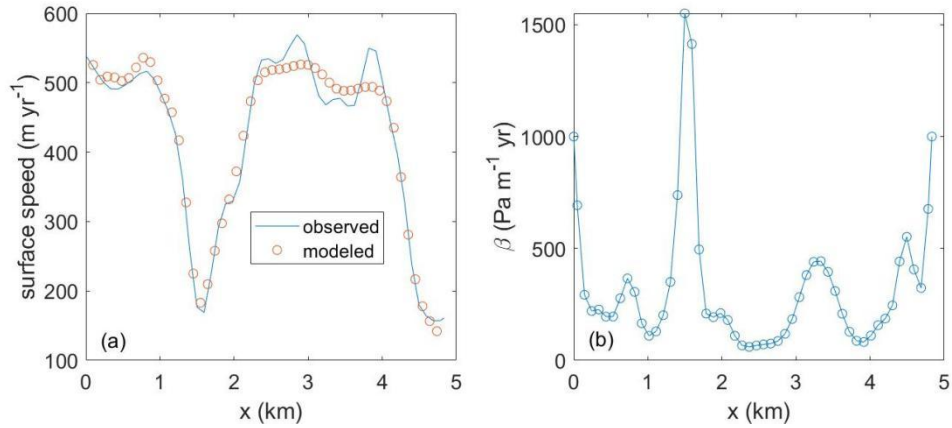 600
500
400
300
200
100
surface speed (m yr⁻¹)
observed
modeled
(a)
0
1
2
3
4
5
x (km)
1500
1000
500
0
β (Pa m⁻¹ yr)
(b)
0
1
2
3
4
5
x (km)